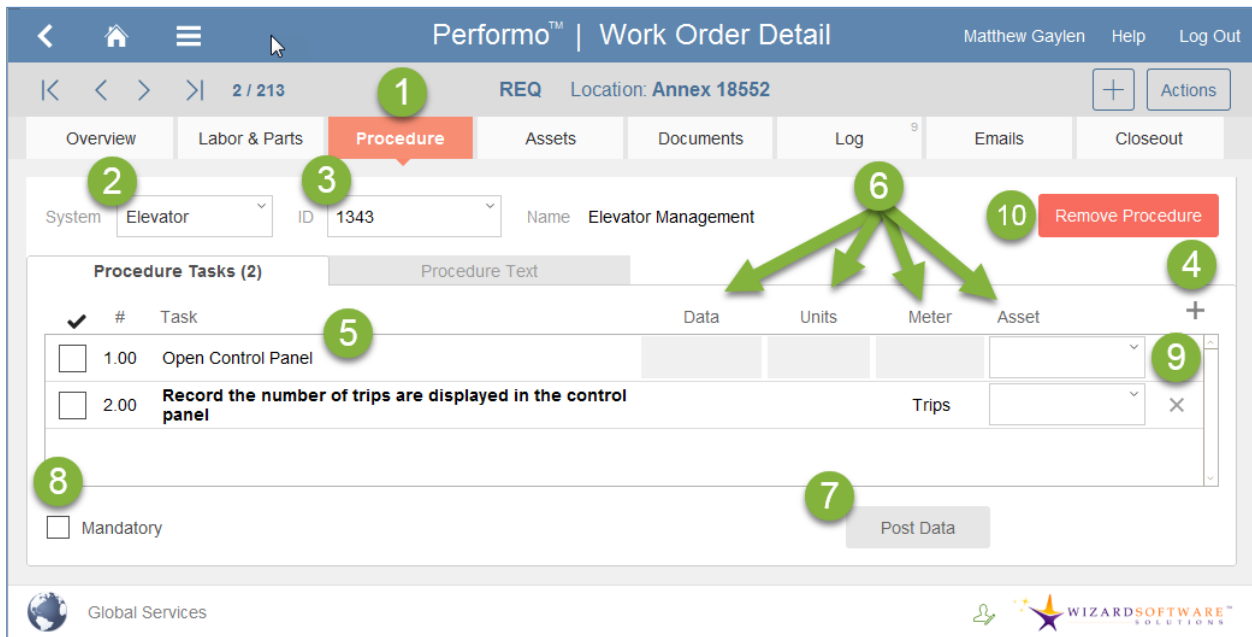 Performo™ | Work Order Detail Matthew Gaylen Help Log Out
2 / 213 1 REQ Location: Annex 18552 Actions
Overview Labor & Parts Procedure Assets Documents Log 9 Emails Closeout
2 3 6
System Elevator ID 1343 Name Elevator Management 10 Remove Procedure
Procedure Tasks (2) Procedure Text 4
# Task Data Units Meter Asset
5
1.00 Open Control Panel 9
2.00 Record the number of trips are displayed in the control Trips
panel
8
7
Mandatory Post Data
Global Services WIZARDSOFTWARE™
SOLUTIONS